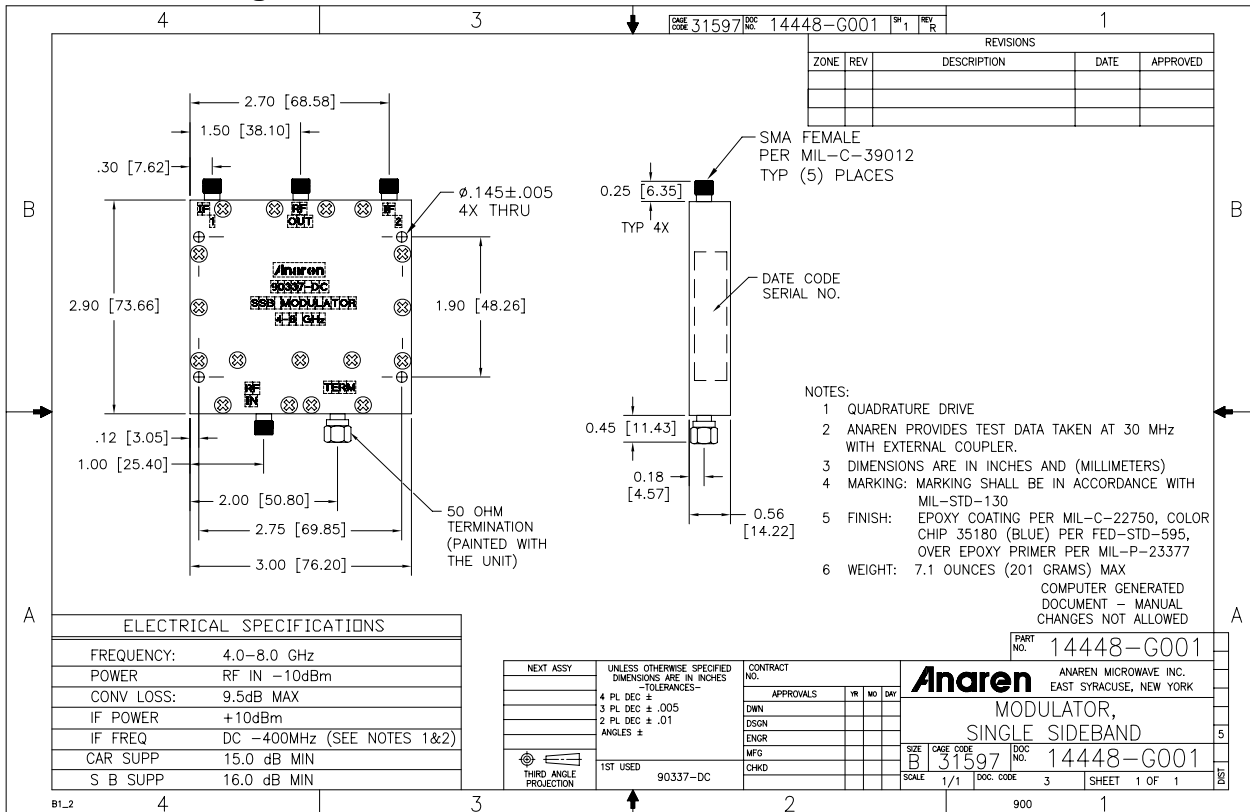 4 3 1
CAGE CODE 31597 DOC NO. 14448-G001 SH 1 REV R
REVISIONS
ZONE REV DESCRIPTION DATE APPROVED
2.70 [68.58]
1.50 [38.10]
.30 [7.62]
SMA FEMALE
PER MIL-C-39012
TYP (5) PLACES
0.25 [6.35]
TYP 4X
Ø.145±.005
4X THRU
B B
IF 1
RF OUT
IF 2
Anaren
90337-DC
SSB MODULATOR
4-8 GHz
2.90 [73.66]
1.90 [48.26]
DATE CODE
SERIAL NO.
RF IN
TERM
.12 [3.05]
1.00 [25.40]
2.00 [50.80]
2.75 [69.85]
3.00 [76.20]
50 OHM
TERMINATION
(PAINTED WITH
THE UNIT)
0.45 [11.43]
0.18
[4.57]
0.56
[14.22]
NOTES:
1 QUADRATURE DRIVE
2 ANAREN PROVIDES TEST DATA TAKEN AT 30 MHz
WITH EXTERNAL COUPLER.
3 DIMENSIONS ARE IN INCHES AND (MILLIMETERS)
4 MARKING: MARKING SHALL BE IN ACCORDANCE WITH
MIL-STD-130
5 FINISH: EPOXY COATING PER MIL-C-22750, COLOR
CHIP 35180 (BLUE) PER FED-STD-595,
OVER EPOXY PRIMER PER MIL-P-23377
6 WEIGHT: 7.1 OUNCES (201 GRAMS) MAX
COMPUTER GENERATED
DOCUMENT - MANUAL
CHANGES NOT ALLOWED
A A
ELECTRICAL SPECIFICATIONS
FREQUENCY: 4.0-8.0 GHz
POWER RF IN -10dBm
CONV LOSS: 9.5dB MAX
IF POWER +10dBm
IF FREQ DC -400MHz (SEE NOTES 1&2)
CAR SUPP 15.0 dB MIN
S B SUPP 16.0 dB MIN
NEXT ASSY
UNLESS OTHERWISE SPECIFIED
DIMENSIONS ARE IN INCHES
-TOLERANCES-
4 PL DEC ±
3 PL DEC ± .005
2 PL DEC ± .01
ANGLES ±
THIRD ANGLE
PROJECTION
1ST USED
90337-DC
CONTRACT
NO.
APPROVALS YR MO DAY
DWN
DSGN
ENGR
MFG
CHKD
PART NO. 14448-G001
Anaren
ANAREN MICROWAVE INC.
EAST SYRACUSE, NEW YORK
MODULATOR,
SINGLE SIDEBAND
SIZE B CAGE CODE 31597 DOC NO. 14448-G001
SCALE 1/1 DOC. CODE 3 SHEET 1 OF 1
5
DIST
B1_2 4 3 2 900 1